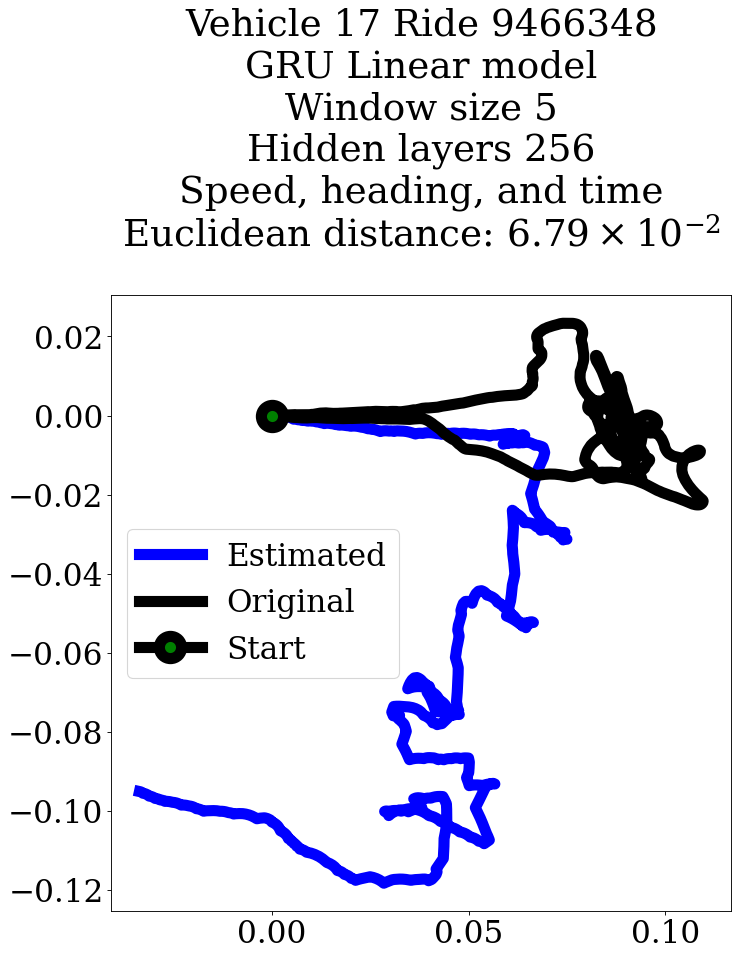 Vehicle 17 Ride 9466348
GRU Linear model
Window size 5
Hidden layers 256
Speed, heading, and time
Euclidean distance: 6.79 × 10⁻²
0.02
0.00
−0.02
−0.04
−0.06
−0.08
−0.10
−0.12
Estimated
Original
Start
0.00 0.05 0.10